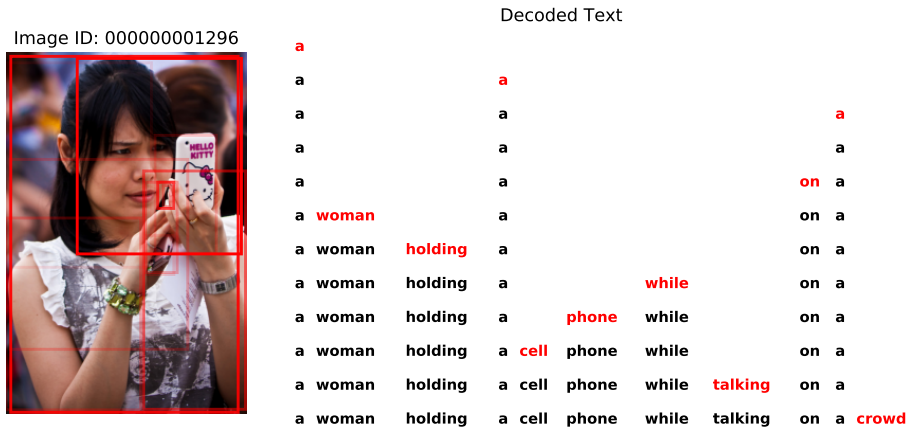 Decoded Text
Image ID: 000000001296
HELLO
KITTY
a
a a
a a a
a a a
a a on a
a woman a on a
a woman holding a on a
a woman holding a while on a
a woman holding a phone while on a
a woman holding a cell phone while on a
a woman holding a cell phone while talking on a
a woman holding a cell phone while talking on a crowd